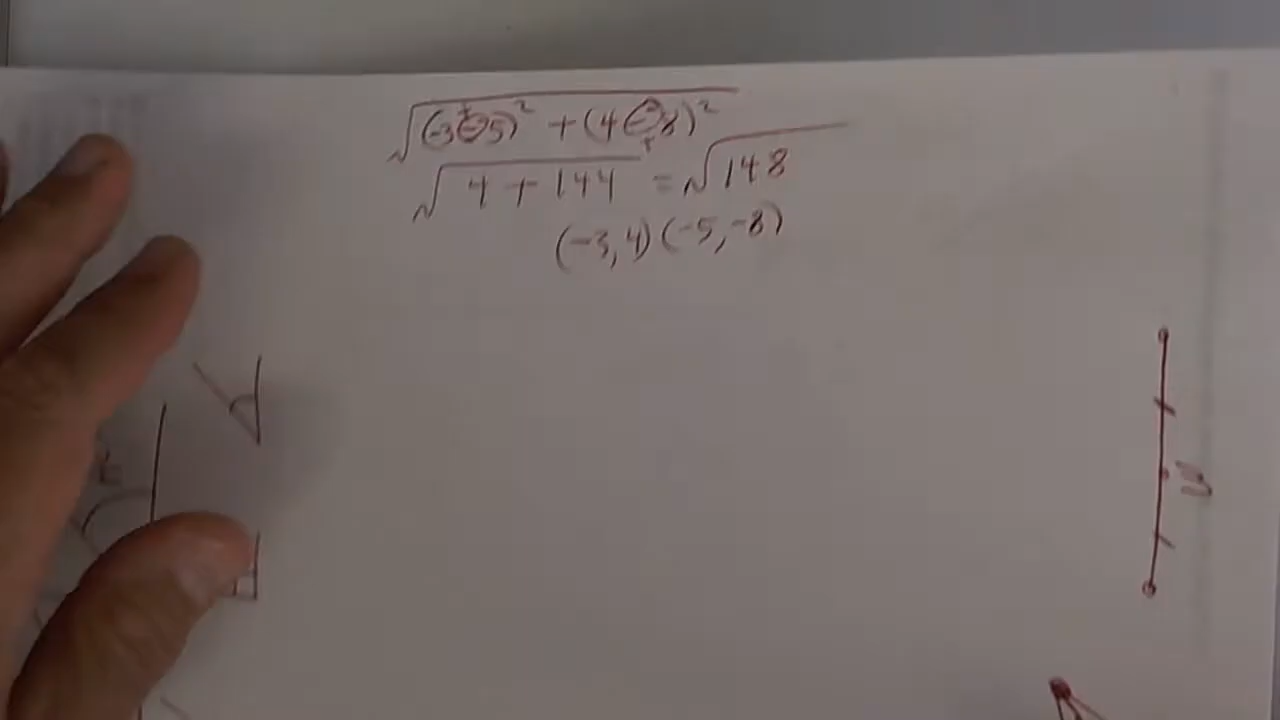 √(-3+5)² + (4+8)²
√4 + 144 = √148
(-3,4)(-5,-8)